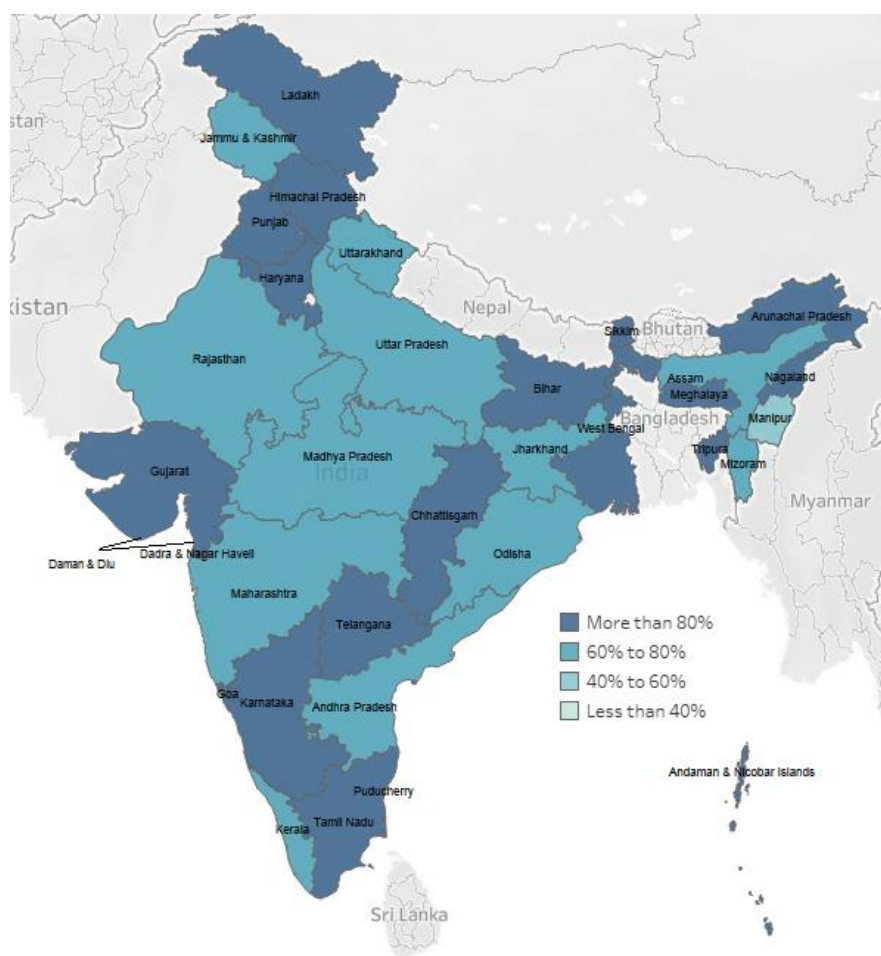 Ladakh
stan
Jammu & Kashmir
Himachal Pradesh
Punjab
Uttarakhand
Haryana
kistan
Nepal
Sikkim
Bhutan
Arunachal Pradesh
Rajasthan
Uttar Pradesh
Assam
Nagaland
Bihar
Meghalaya
Bangladesh
Manipur
West Bengal
Gujarat
Madhya Pradesh
India
Jharkhand
Tripura
Mizoram
Myanmar
Chhattisgarh
Daman & Diu
Dadra & Nagar Haveli
Odisha
Maharashtra
Telangana
More than 80%
60% to 80%
40% to 60%
Less than 40%
Goa
Karnataka
Andhra Pradesh
Andaman & Nicobar Islands
Puducherry
Kerala
Tamil Nadu
Sri Lanka